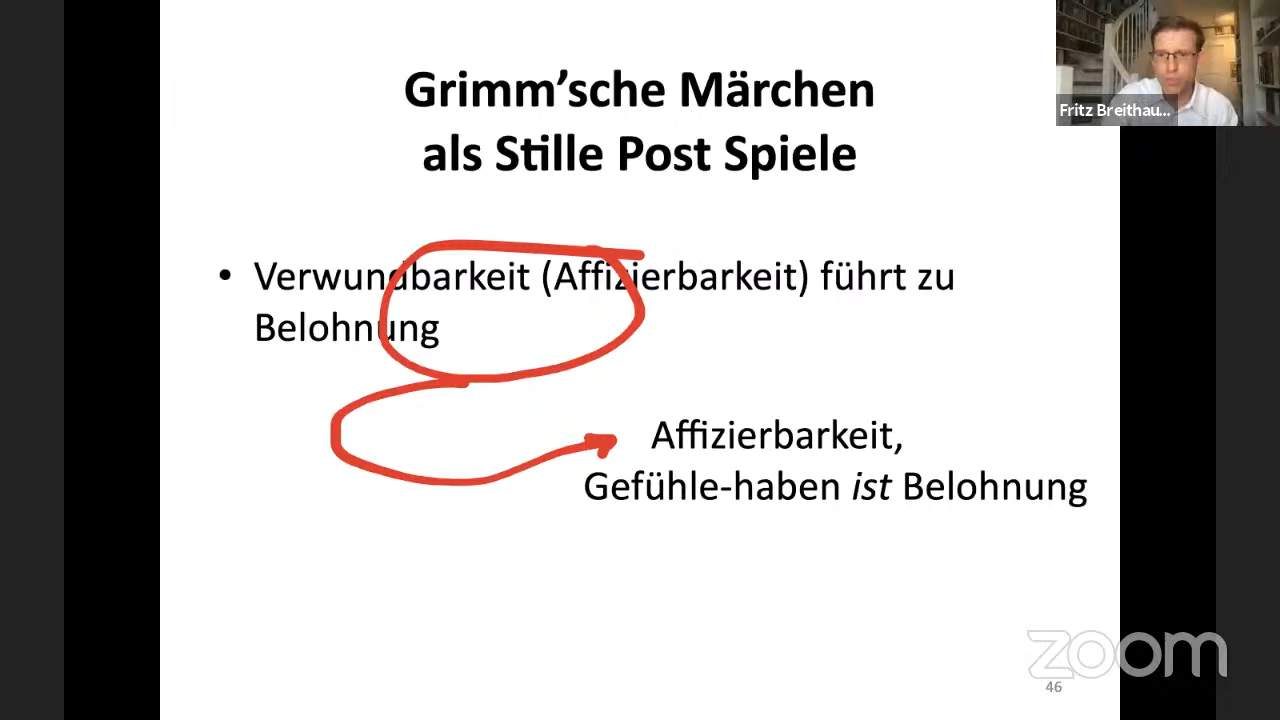 Grimm’sche Märchen
als Stille Post Spiele
Fritz Breithau...
• Verwundbarkeit (Affizierbarkeit) führt zu
Belohnung
Affizierbarkeit,
Gefühle-haben ist Belohnung
zoom
46